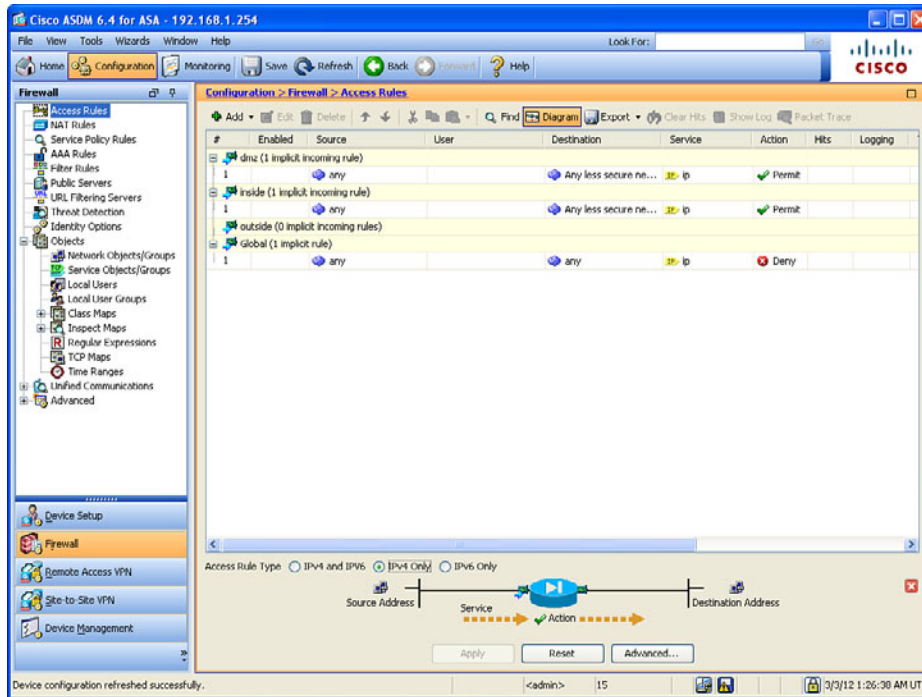 Cisco ASDM 6.4 for ASA - 192.168.1.254
File View Tools Wizards Window Help
Look For:
Go
Home Configuration Monitoring Save Refresh Back Forward Help
CISCO
Firewall
Access Rules
NAT Rules
Service Policy Rules
AAA Rules
Filter Rules
Public Servers
URL Filtering Servers
Threat Detection
Identity Options
Objects
Network Objects/Groups
Service Objects/Groups
Local Users
Local User Groups
Class Maps
Inspect Maps
Regular Expressions
TCP Maps
Time Ranges
Unified Communications
Advanced
Device Setup
Firewall
Remote Access VPN
Site-to-Site VPN
Device Management
Configuration > Firewall > Access Rules
Add Edit Delete Find Diagram Export Clear Hits Show Log Packet Trace
# Enabled Source User Destination Service Action Hits Logging
dmz (1 implicit incoming rule)
1 any Any less secure ne... ip Permit
inside (1 implicit incoming rule)
1 any Any less secure ne... ip Permit
outside (0 implicit incoming rules)
Global (1 implicit rule)
1 any any ip Deny
Access Rule Type IPv4 and IPv6 IPv4 Only IPv6 Only
Source Address
Service
Action
Destination Address
Apply Reset Advanced...
Device configuration refreshed successfully.
<admin> 15
3/3/12 1:26:30 AM UT